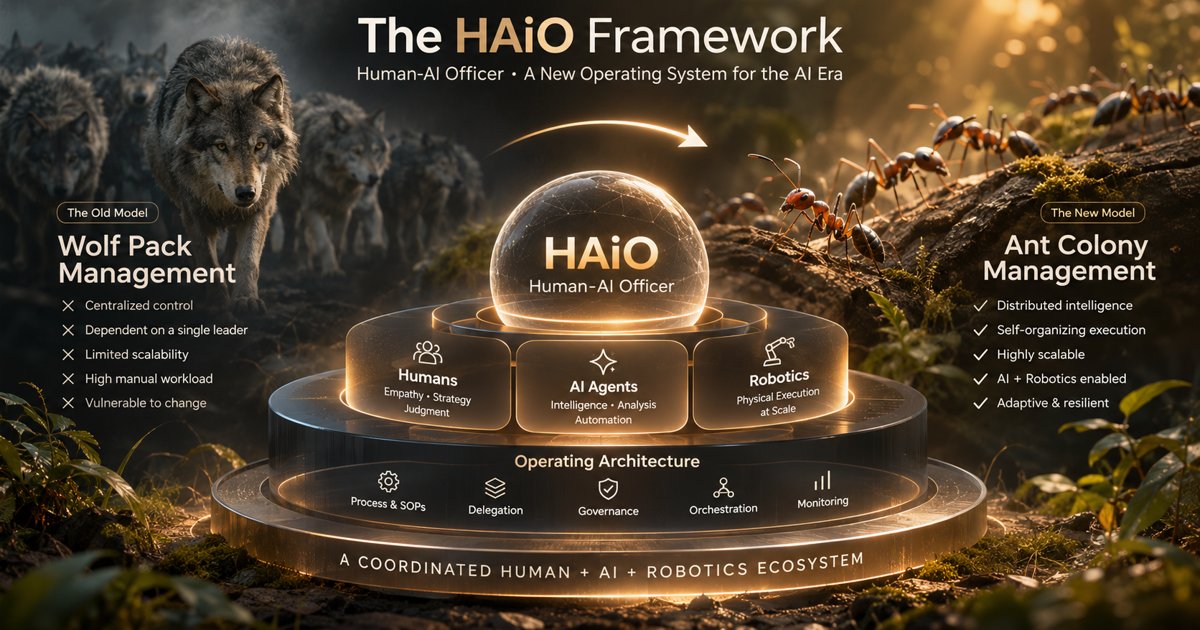 The HAiO Framework
Human-AI Officer • A New Operating System for the AI Era
The Old Model
Wolf Pack
Management
Centralized control
Dependent on a single leader
Limited scalability
High manual workload
Vulnerable to change
HAiO
Human-AI Officer
Humans
Empathy • Strategy
Judgment
AI Agents
Intelligence • Analysis
Automation
Robotics
Physical Execution
at Scale
Operating Architecture
Process & SOPs
Delegation
Governance
Orchestration
Monitoring
A COORDINATED HUMAN + AI + ROBOTICS ECOSYSTEM
The New Model
Ant Colony
Management
Distributed intelligence
Self-organizing execution
Highly scalable
AI + Robotics enabled
Adaptive & resilient